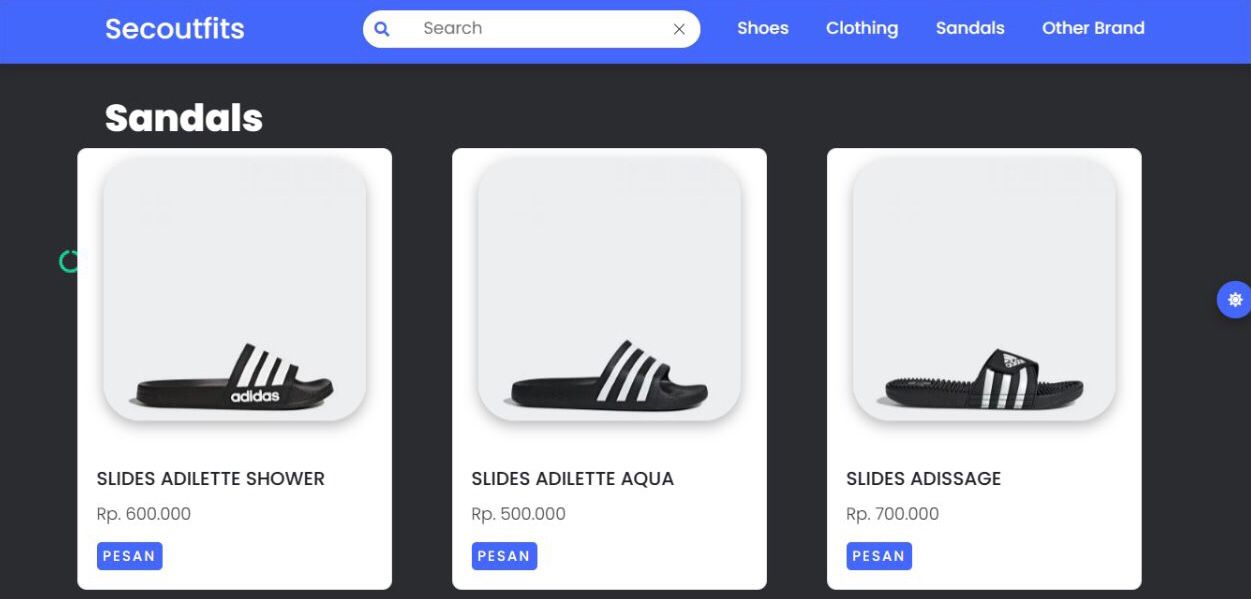 Secoutfits
Search
Shoes
Clothing
Sandals
Other Brand
Sandals
adidas
SLIDES ADILETTE SHOWER
Rp. 600.000
PESAN
SLIDES ADILETTE AQUA
Rp. 500.000
PESAN
SLIDES ADISSAGE
Rp. 700.000
PESAN